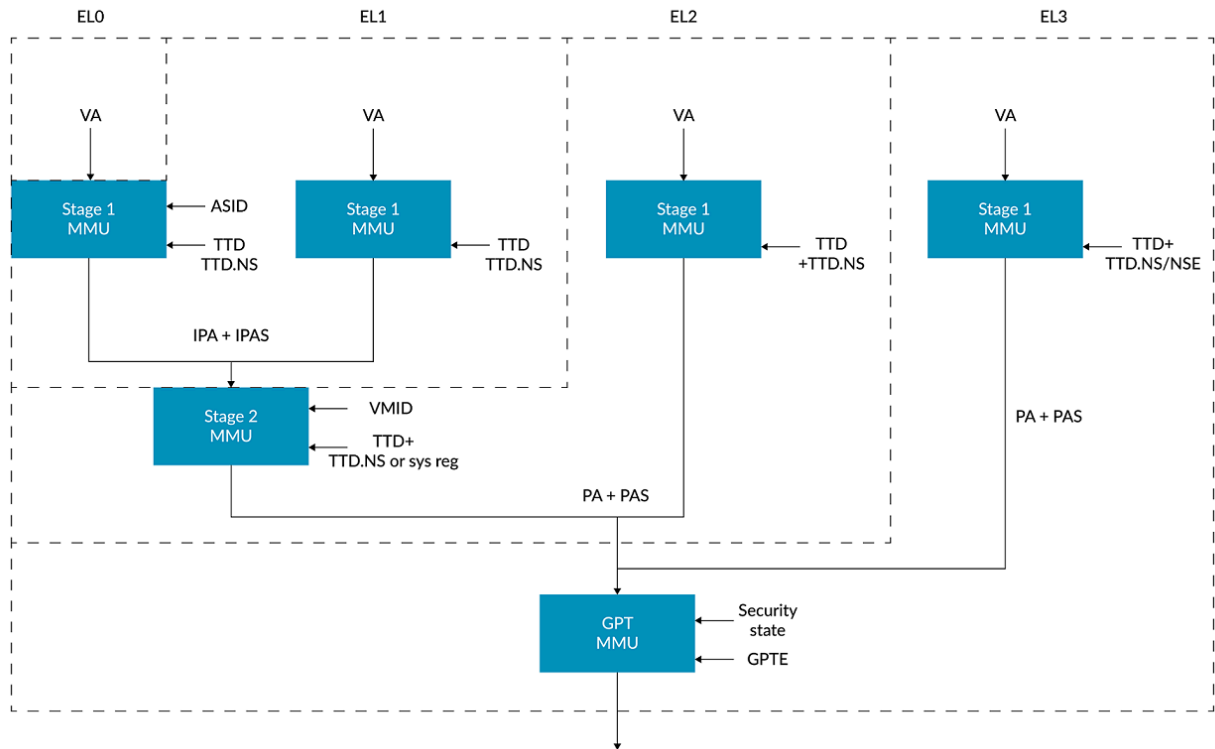 EL0
EL1
EL2
EL3
VA
VA
VA
VA
Stage 1
MMU
ASID
TTD
TTD.NS
Stage 1
MMU
TTD
TTD.NS
Stage 1
MMU
TTD
+TTD.NS
Stage 1
MMU
TTD+
TTD.NS/NSE
IPA + IPAS
Stage 2
MMU
VMID
TTD+
TTD.NS or sys reg
PA + PAS
PA + PAS
GPT
MMU
Security
state
GPTE